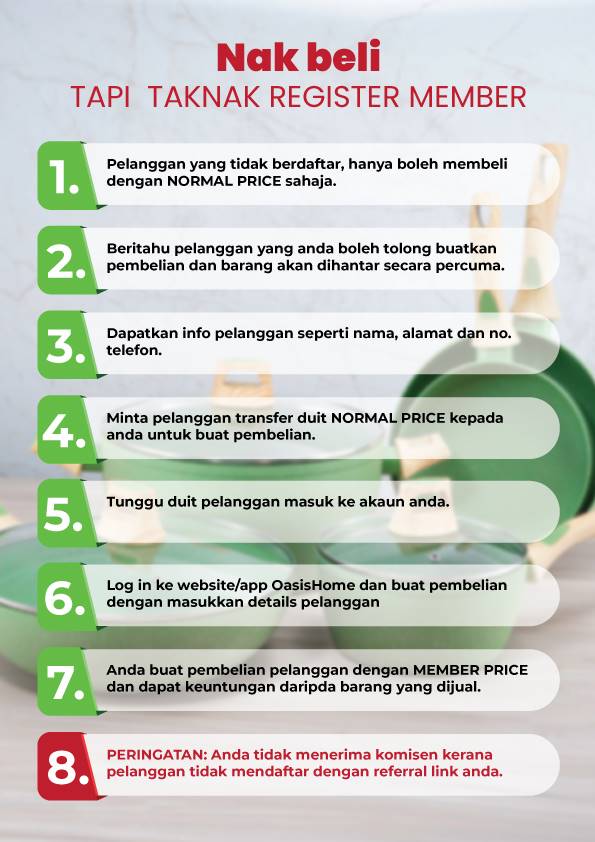 Nak beli
TAPI TAKNAK REGISTER MEMBER
1.
Pelanggan yang tidak berdaftar, hanya boleh membeli
dengan NORMAL PRICE sahaja.
2.
Beritahu pelanggan yang anda boleh tolong buatkan
pembelian dan barang akan dihantar secara percuma.
3.
Dapatkan info pelanggan seperti nama, alamat dan no.
telefon.
4.
Minta pelanggan transfer duit NORMAL PRICE kepada
anda untuk buat pembelian.
5.
Tunggu duit pelanggan masuk ke akaun anda.
6.
Log in ke website/app OasisHome dan buat pembelian
dengan masukkan details pelanggan
7.
Anda buat pembelian pelanggan dengan MEMBER PRICE
dan dapat keuntungan daripda barang yang dijual.
8.
PERINGATAN: Anda tidak menerima komisen kerana
pelanggan tidak mendaftar dengan referral link anda.